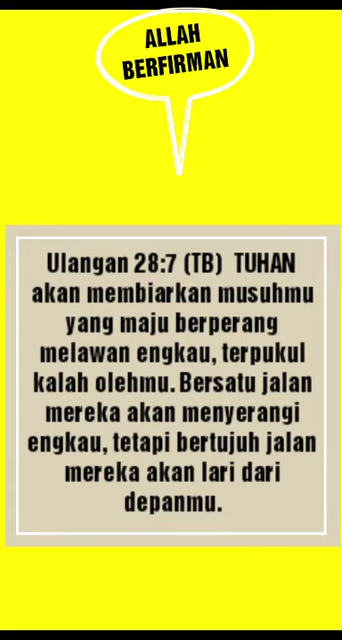 ALLAH
BERFIRMAN
Ulangan 28:7 (TB) TUHAN
akan membiarkan musuhmu
yang maju berperang
melawan engkau, terpukul
kalah olehmu. Bersatu jalan
mereka akan menyerangi
engkau, tetapi bertujuh jalan
mereka akan lari dari
depanmu.